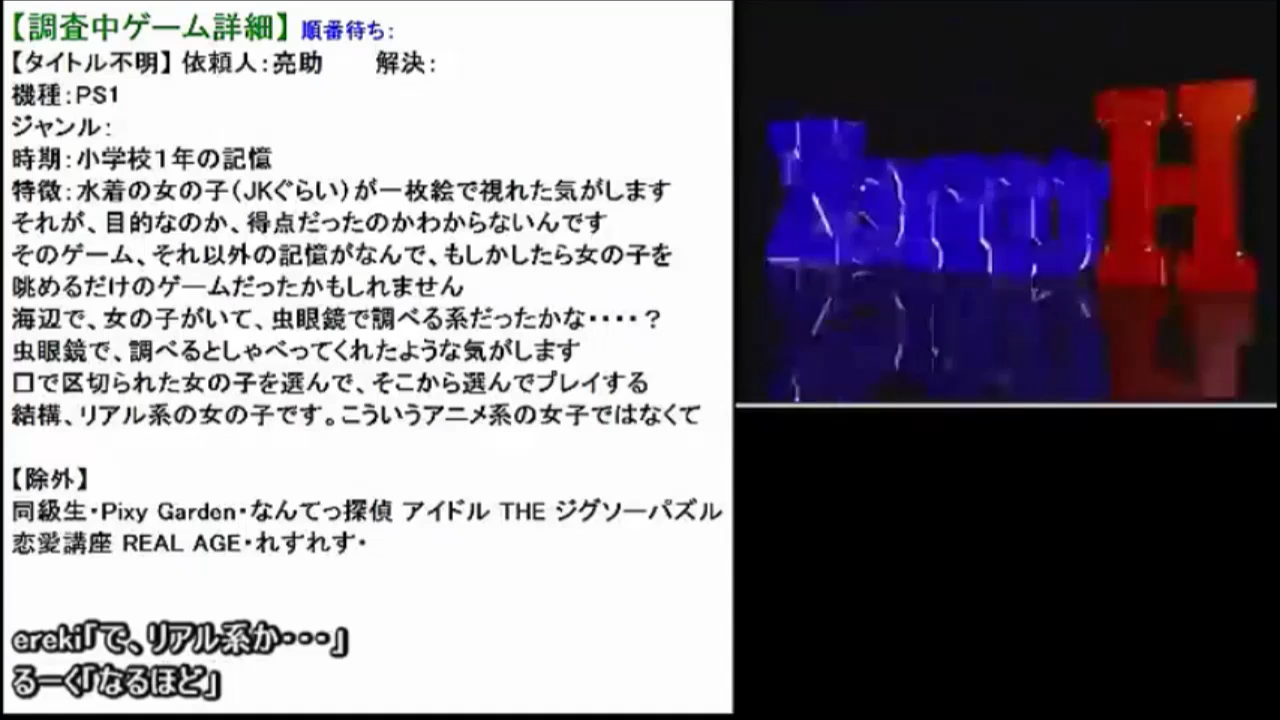 【調査中ゲーム詳細】 順番待ち：
【タイトル不明】 依頼人：亮助　　解決：
機種：PS1
ジャンル：
時期：小学校１年の記憶
特徴：水着の女の子（JKぐらい）が一枚絵で視れた気がします
それが、目的なのか、得点だったのかわからないんです
そのゲーム、それ以外の記憶がなんで、もしかしたら女の子を
眺めるだけのゲームだったかもしれません
海辺で、女の子がいて、虫眼鏡で調べる系だったかな・・・・？
虫眼鏡で、調べるとしゃべってくれたような気がします
口で区切られた女の子を選んで、そこから選んでプレイする
結構、リアル系の女の子です。こういうアニメ系の女子ではなくて
【除外】
同級生・Pixy Garden・なんてっ探偵 アイドル THE ジグソーパズル
恋愛講座 REAL AGE・れすれす・
ereki「で、リアル系か・・・」
るーく「なるほど」
H